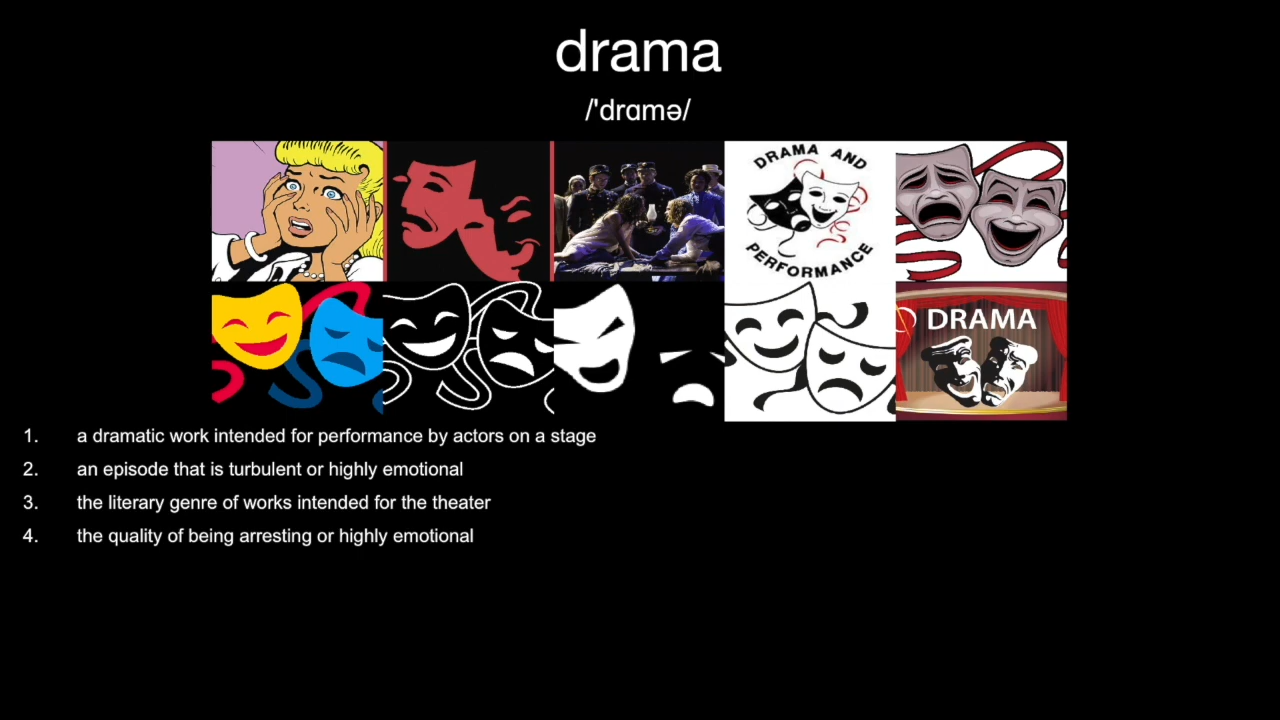 drama
/ˈdrɑmə/
DRAMA AND
PERFORMANCE
DRAMA
1. a dramatic work intended for performance by actors on a stage
2. an episode that is turbulent or highly emotional
3. the literary genre of works intended for the theater
4. the quality of being arresting or highly emotional